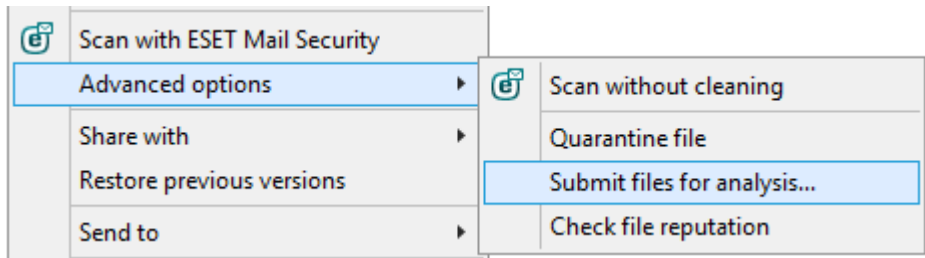 Scan with ESET Mail Security
Advanced options
Share with
Restore previous versions
Send to
Scan without cleaning
Quarantine file
Submit files for analysis...
Check file reputation